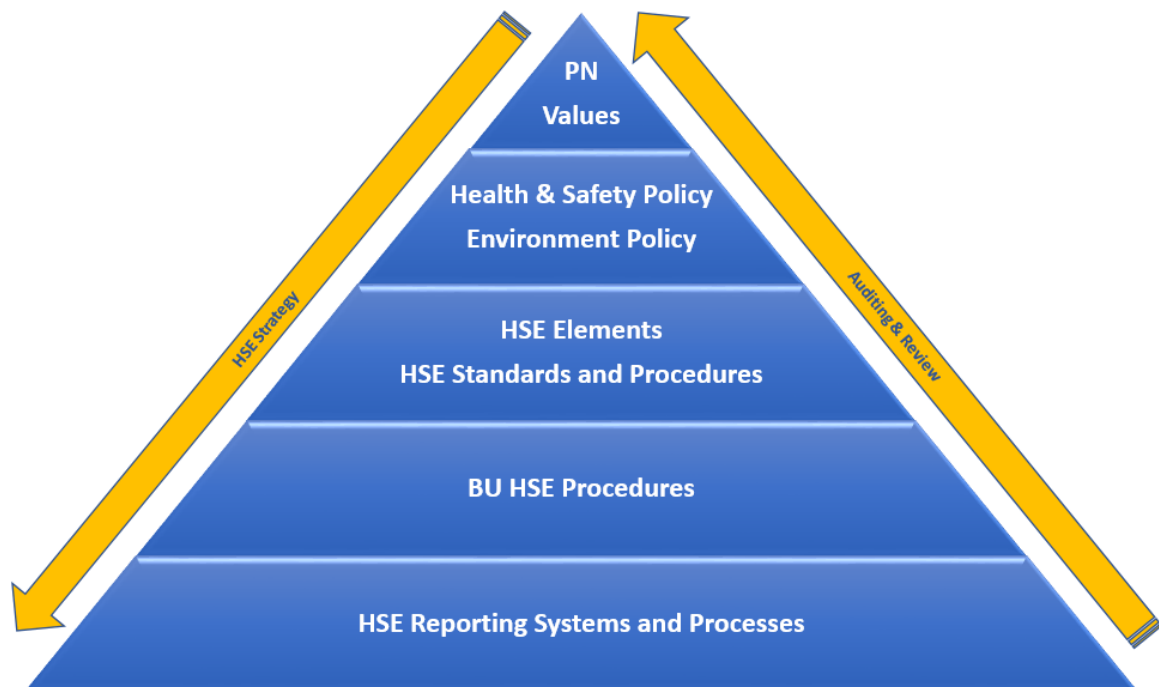 PN
Values
Health & Safety Policy
Environment Policy
HSE Elements
HSE Standards and Procedures
BU HSE Procedures
HSE Reporting Systems and Processes
HSE Strategy
Auditing & Review